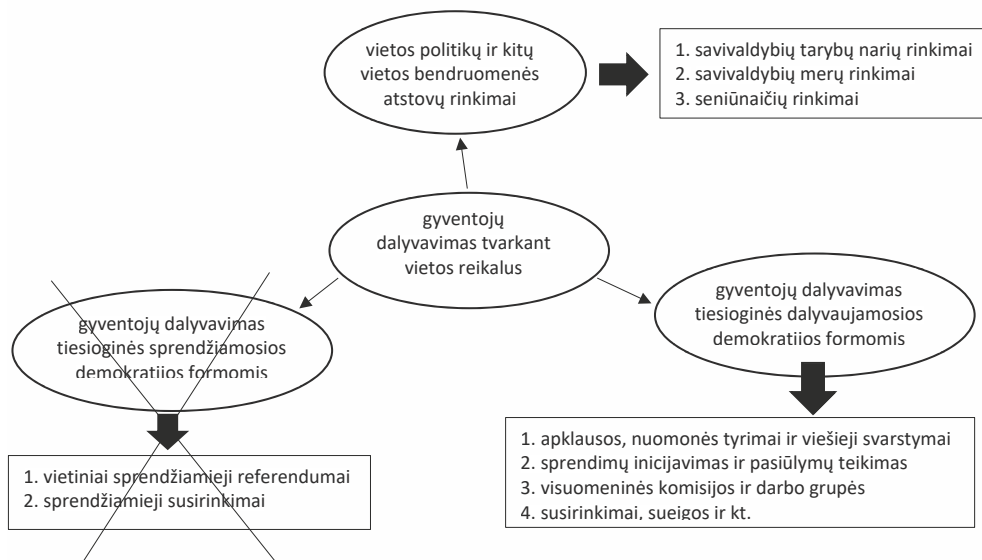 vietos politikų ir kitų
vietos bendruomenės
atstovų rinkimai
1. savivaldybių tarybų narių rinkimai
2. savivaldybių merų rinkimai
3. seniūnaičių rinkimai
gyventojų
dalyvavimas tvarkant
vietos reikalus
gyventojų dalyvavimas
tiesioginės sprendžiamosios
demokratijos formomis
1. vietiniai sprendžiamieji referendumai
2. sprendžiamieji susirinkimai
gyventojų dalyvavimas
tiesioginės dalyvaujamosios
demokratijos formomis
1. apklausos, nuomonės tyrimai ir viešieji svarstymai
2. sprendimų inicijavimas ir pasiūlymų teikimas
3. visuomeninės komisijos ir darbo grupės
4. susirinkimai, sueigos ir kt.